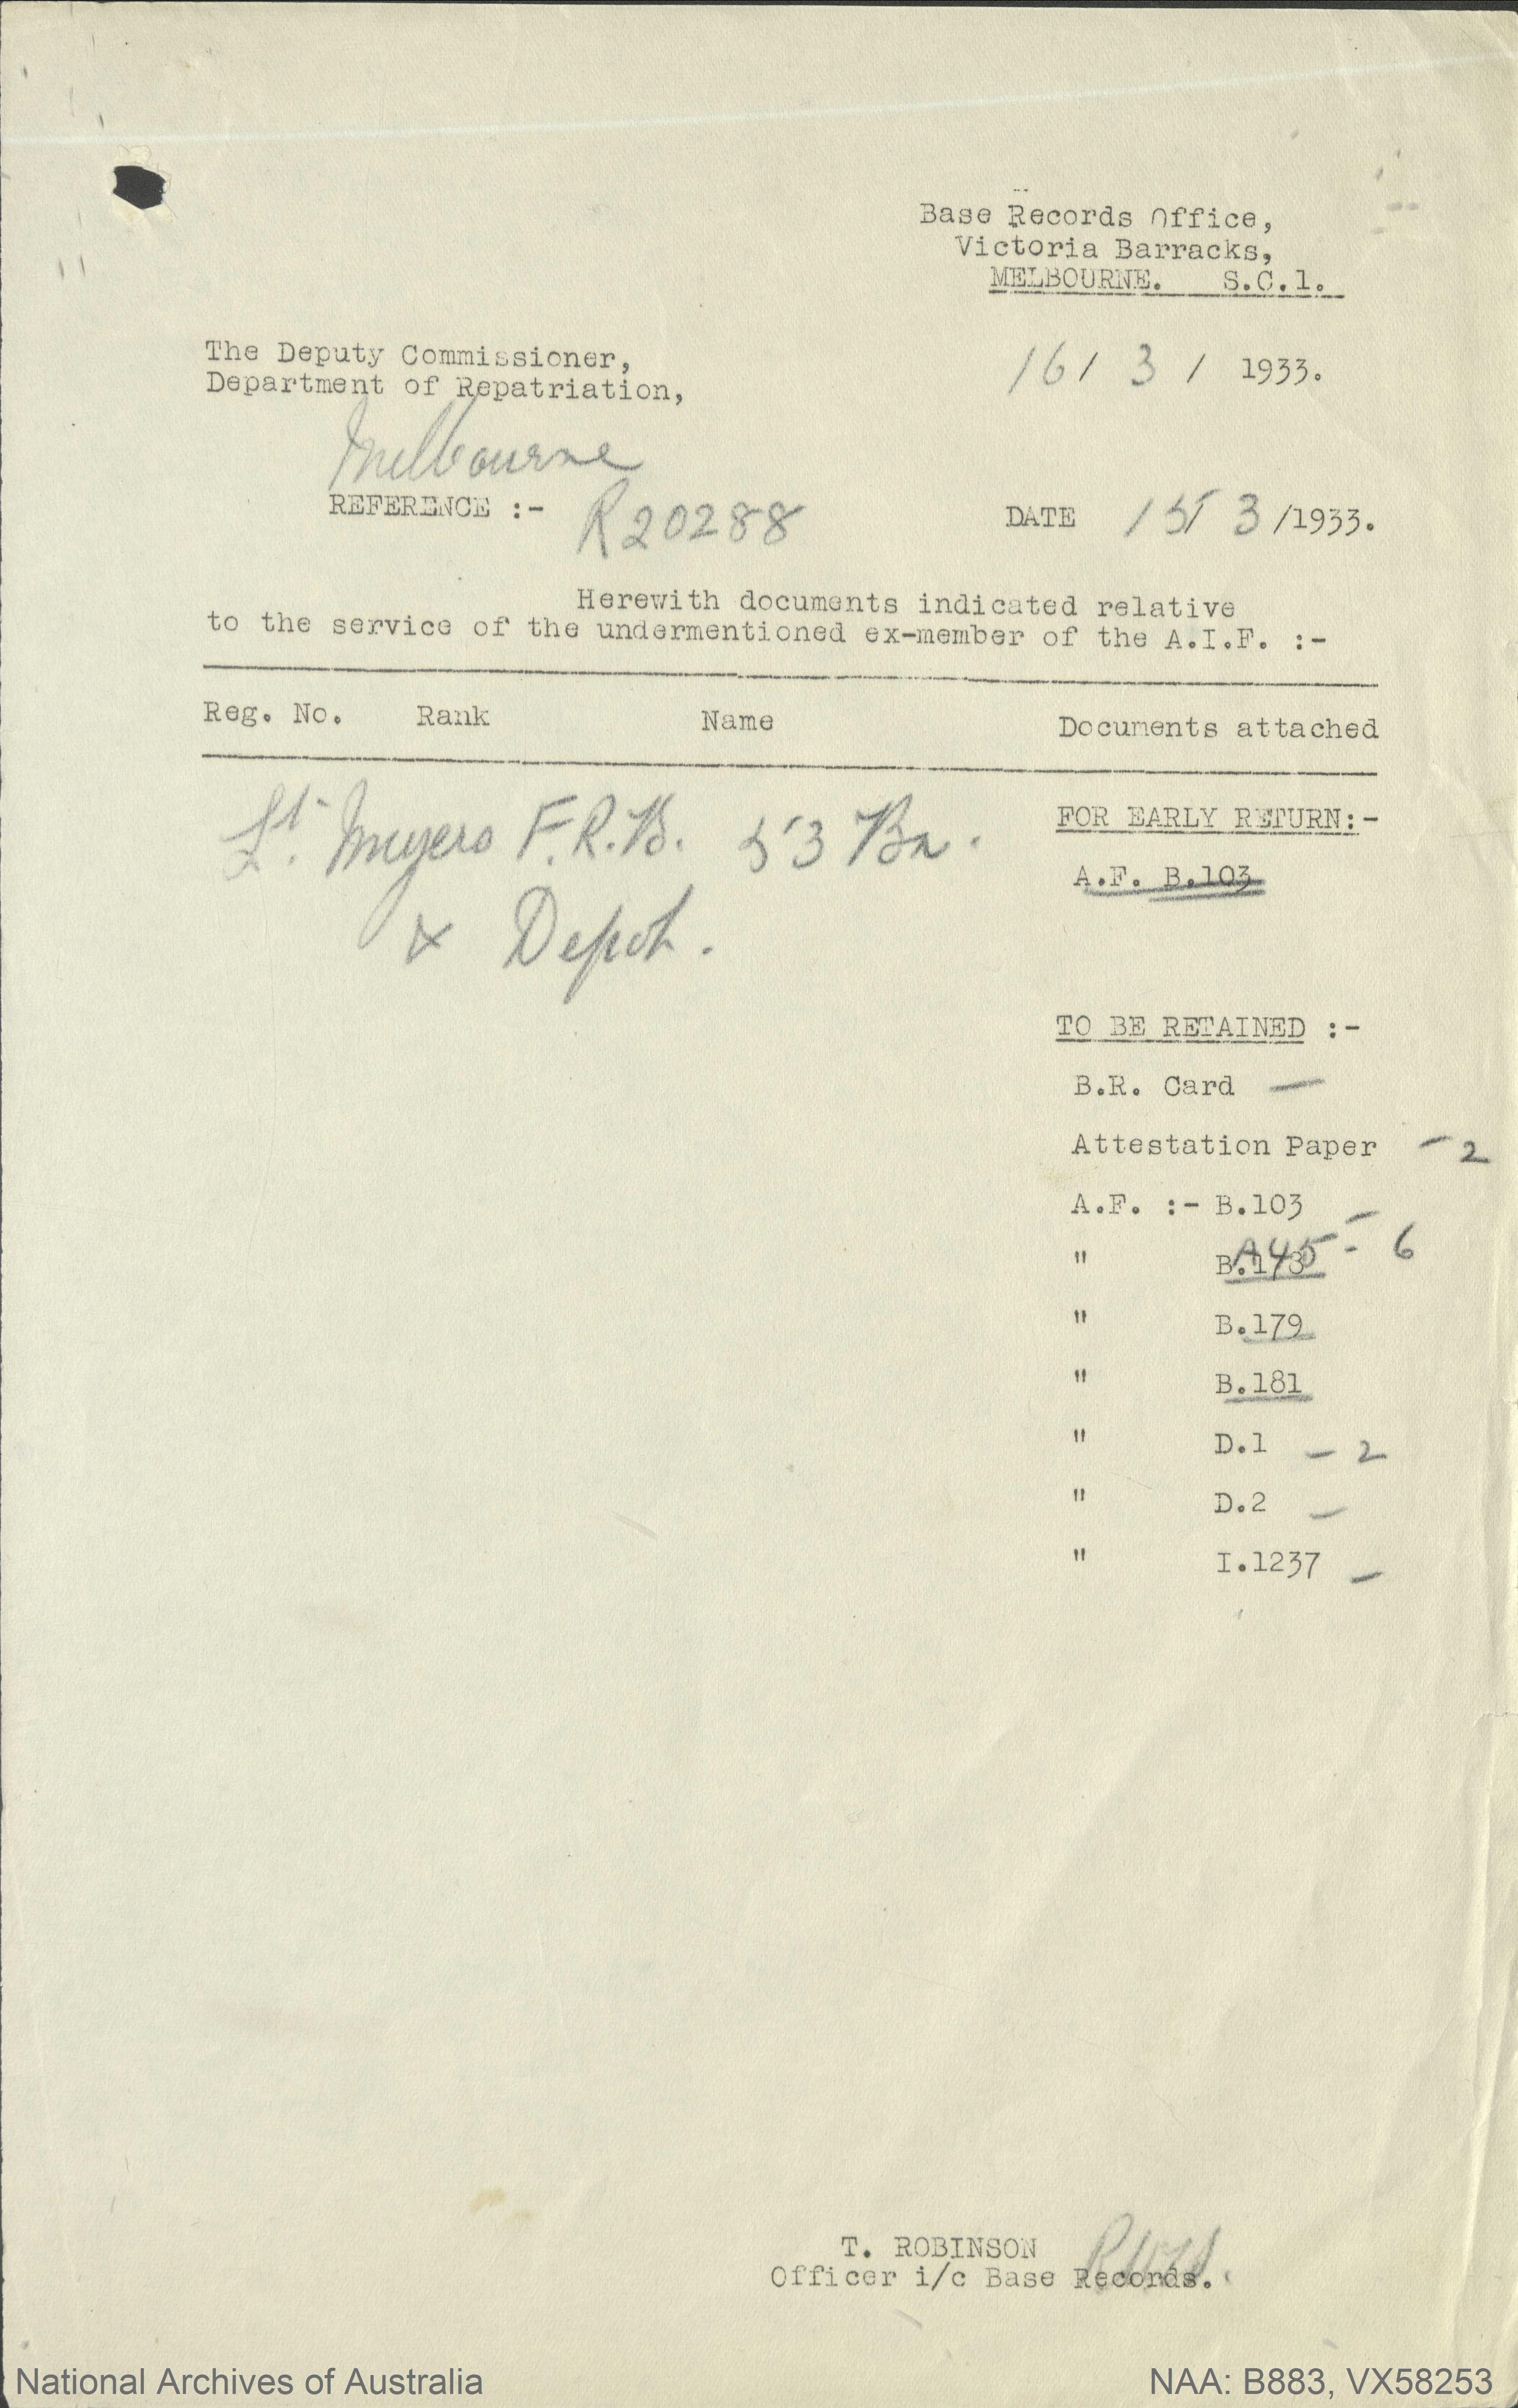 Base Records Office,
Victoria Barracks,
MELBOURNE. S.C.1.
The Deputy Commissioner,
Department of Repatriation,
16/ 3 / 1933.
Melbourne
REFERENCE :- R20288
DATE 15/ 3 /1933.
Herewith documents indicated relative
to the service of the undermentioned ex-member of the A.I.F. :-
Reg. No. Rank Name Documents attached
Lt. Meyers F.R.B. 53 Bn.
& Depot.
FOR EARLY RETURN:-
A.F. B.103
TO BE RETAINED :-
B.R. Card —
Attestation Paper - 2
A.F. :- B.103 -
" B.173 A45 - 6
" B.179
" B.181
" D.1 - 2
" D.2 -
" I.1237 -
T. ROBINSON
Officer i/c Base Records.
National Archives of Australia
NAA: B883, VX58253